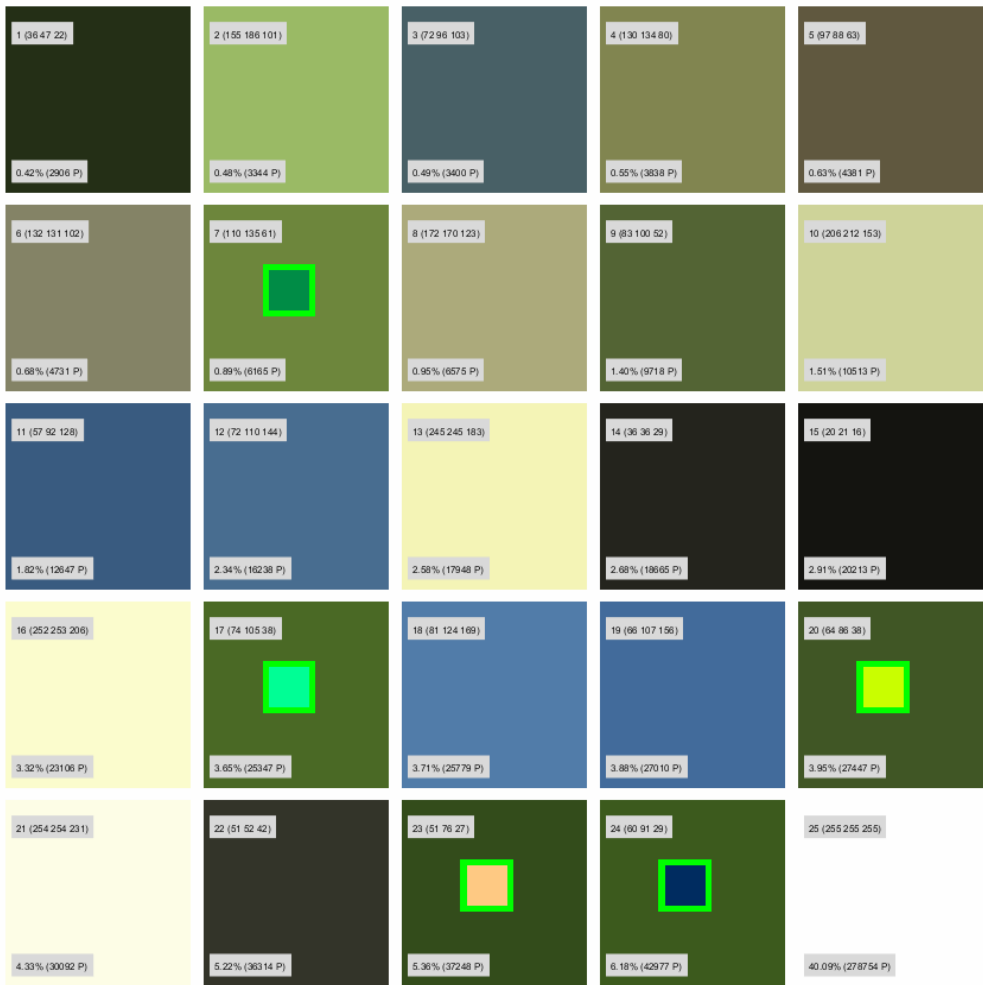 1 (36 47 22)
0.42% (2906 P)
2 (155 186 101)
0.48% (3344 P)
3 (72 96 103)
0.49% (3400 P)
4 (130 134 80)
0.55% (3838 P)
5 (97 88 63)
0.63% (4381 P)
6 (132 131 102)
0.68% (4731 P)
7 (110 135 61)
0.89% (6165 P)
8 (172 170 123)
0.95% (6575 P)
9 (83 100 52)
1.40% (9718 P)
10 (206 212 153)
1.51% (10513 P)
11 (57 92 128)
1.82% (12647 P)
12 (72 110 144)
2.34% (16238 P)
13 (245 245 183)
2.58% (17948 P)
14 (36 36 29)
2.68% (18665 P)
15 (20 21 16)
2.91% (20213 P)
16 (252 253 206)
3.32% (23106 P)
17 (74 105 38)
3.65% (25347 P)
18 (81 124 169)
3.71% (25779 P)
19 (66 107 156)
3.88% (27010 P)
20 (64 86 38)
3.95% (27447 P)
21 (254 254 231)
4.33% (30092 P)
22 (51 52 42)
5.22% (36314 P)
23 (51 76 27)
5.36% (37248 P)
24 (60 91 29)
6.18% (42977 P)
25 (255 255 255)
40.09% (278754 P)